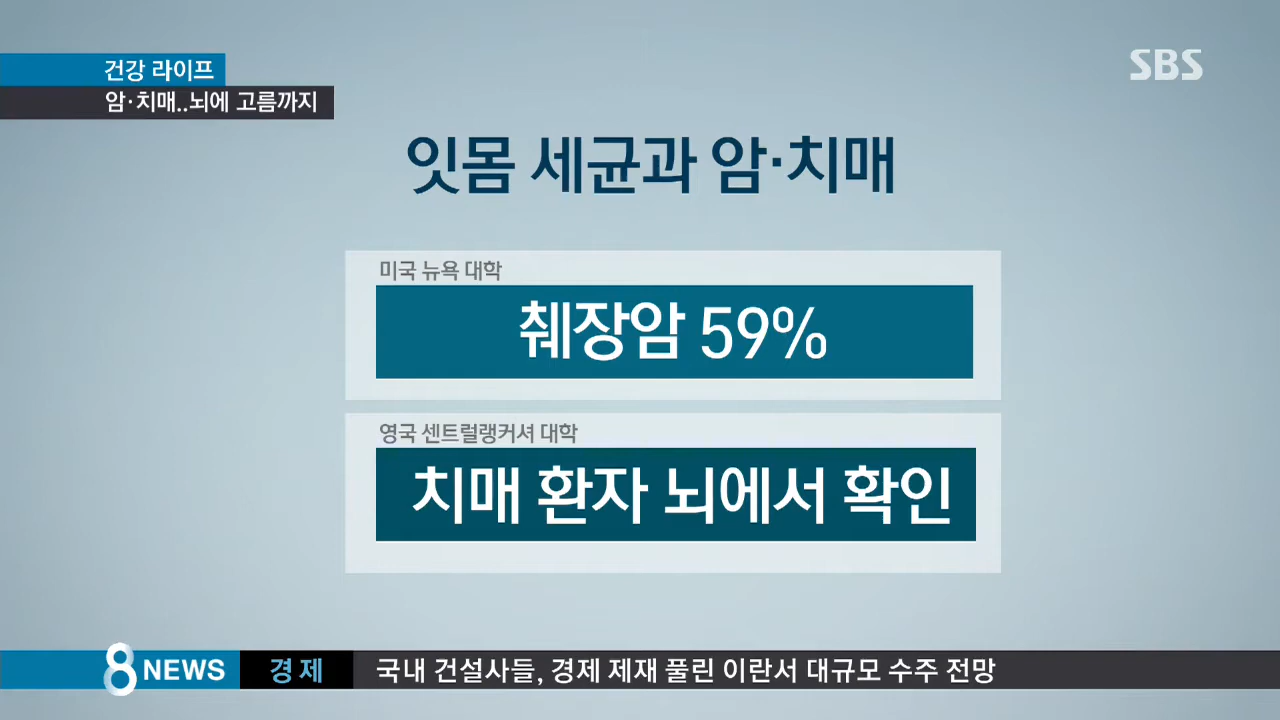 건강 라이프
SBS
암·치매..뇌에 고름까지
잇몸 세균과 암·치매
미국 뉴욕 대학
췌장암 59%
영국 센트럴랭커셔 대학
치매 환자 뇌에서 확인
8 NEWS 경제 국내 건설사들, 경제 제재 풀린 이란서 대규모 수주 전망